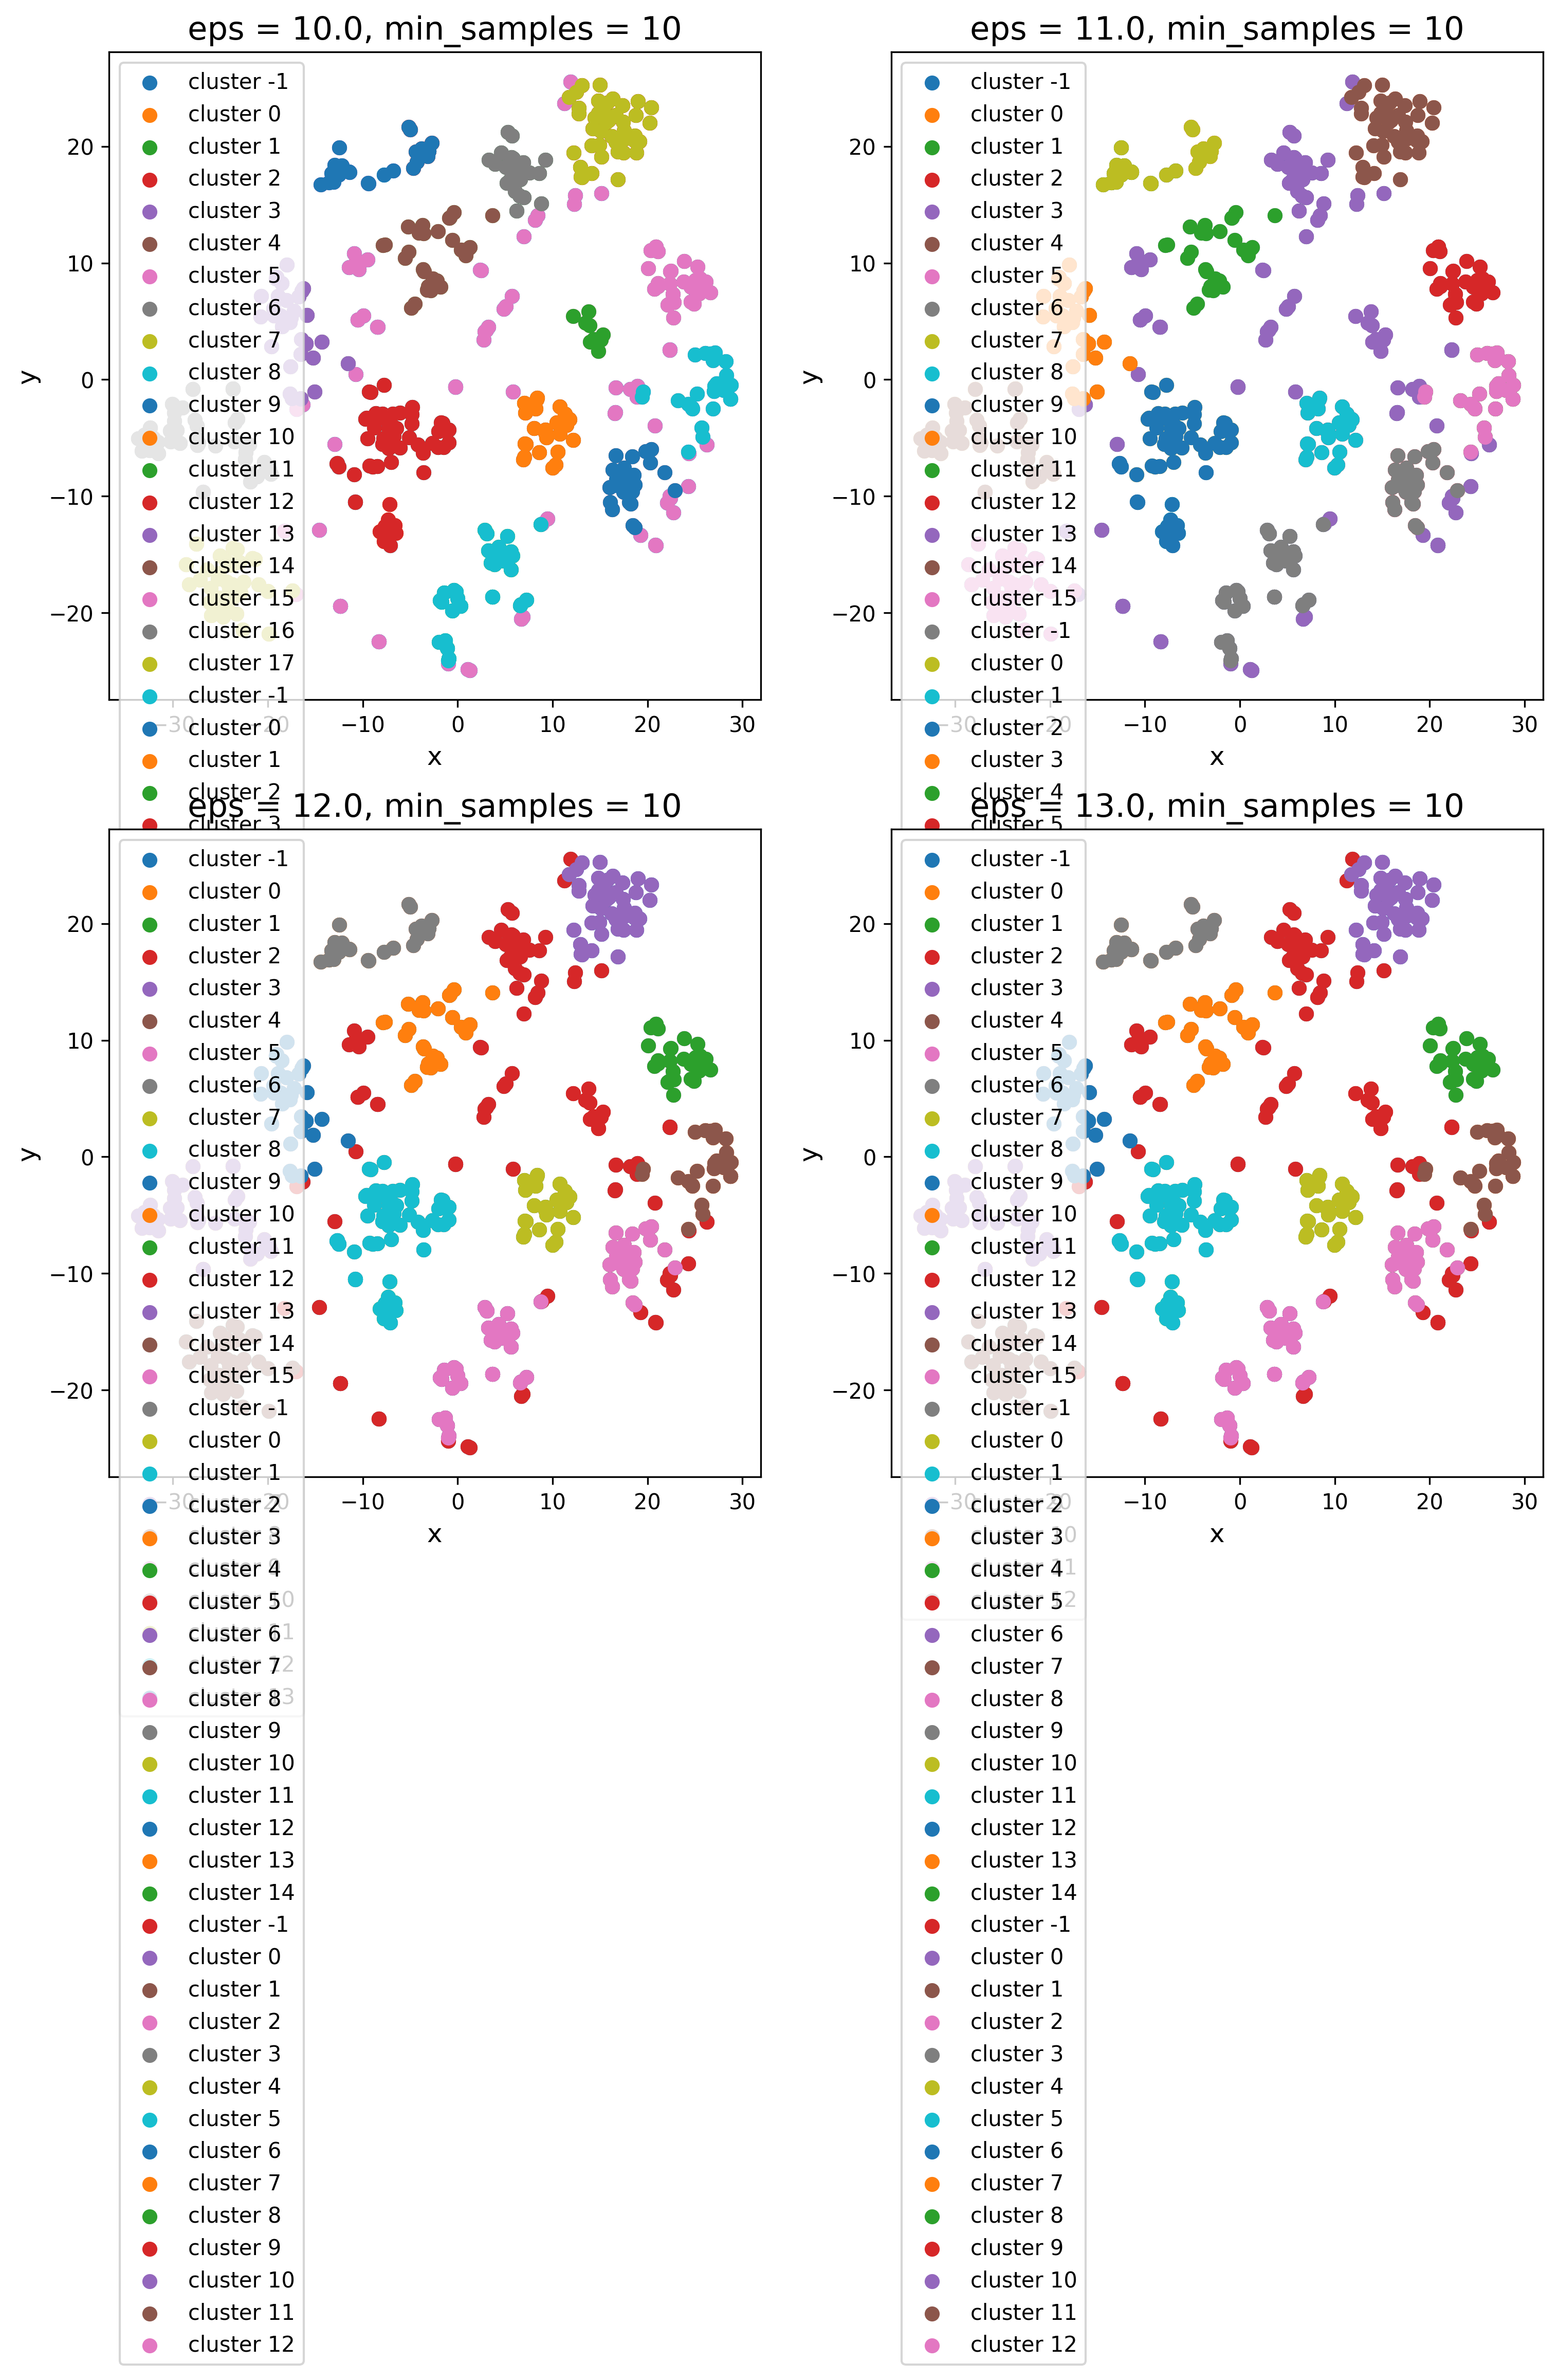 eps = 10.0, min_samples = 10
y
20
10
0
−10
−20
cluster -1
cluster 0
cluster 1
cluster 2
cluster 3
cluster 4
cluster 5
cluster 6
cluster 7
cluster 8
cluster 9
cluster 10
cluster 11
cluster 12
cluster 13
cluster 14
cluster 15
cluster 16
cluster 17
cluster -1
cluster 0
cluster 1
cluster 2
cluster 3
−30 −20 −10 0 10 20 30
x
eps = 11.0, min_samples = 10
y
20
10
0
−10
−20
cluster -1
cluster 0
cluster 1
cluster 2
cluster 3
cluster 4
cluster 5
cluster 6
cluster 7
cluster 8
cluster 9
cluster 10
cluster 11
cluster 12
cluster 13
cluster 14
cluster 15
cluster -1
cluster 0
cluster 1
cluster 2
cluster 3
cluster 4
cluster 5
−30 −20 −10 0 10 20 30
x
eps = 12.0, min_samples = 10
y
20
10
0
−10
−20
cluster -1
cluster 0
cluster 1
cluster 2
cluster 3
cluster 4
cluster 5
cluster 6
cluster 7
cluster 8
cluster 9
cluster 10
cluster 11
cluster 12
cluster 13
cluster 14
cluster 15
cluster -1
cluster 0
cluster 1
cluster 2
cluster 3
cluster 4
cluster 5
cluster 6
cluster 7
cluster 8
cluster 9
cluster 10
cluster 11
cluster 12
cluster 13
cluster 14
cluster -1
cluster 0
cluster 1
cluster 2
cluster 3
cluster 4
cluster 5
cluster 6
cluster 7
cluster 8
cluster 9
cluster 10
cluster 11
cluster 12
−30 −20 −10 0 10 20 30
x
eps = 13.0, min_samples = 10
y
20
10
0
−10
−20
cluster -1
cluster 0
cluster 1
cluster 2
cluster 3
cluster 4
cluster 5
cluster 6
cluster 7
cluster 8
cluster 9
cluster 10
cluster 11
cluster 12
cluster 13
cluster 14
cluster 15
cluster -1
cluster 0
cluster 1
cluster 2
cluster 3
cluster 4
cluster 5
cluster 6
cluster 7
cluster 8
cluster 9
cluster 10
cluster 11
cluster 12
cluster 13
cluster 14
cluster -1
cluster 0
cluster 1
cluster 2
cluster 3
cluster 4
cluster 5
cluster 6
cluster 7
cluster 8
cluster 9
cluster 10
cluster 11
cluster 12
−30 −20 −10 0 10 20 30
x